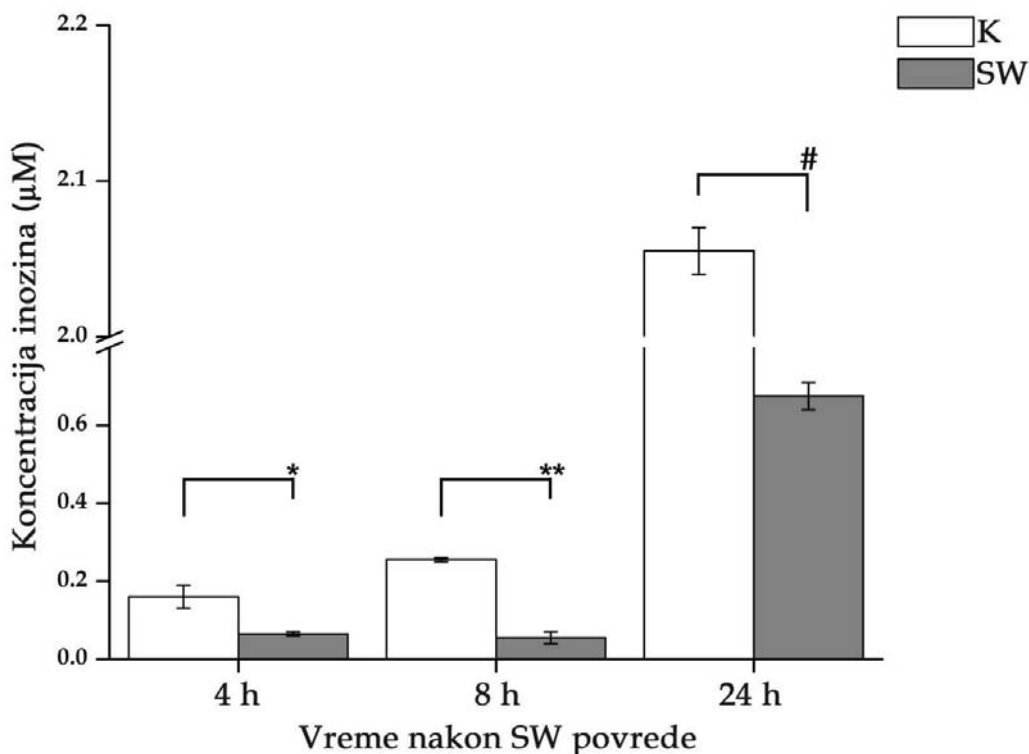 K
SW
Koncentracija inozina (µM)
2.2
2.1
2.0
0.6
0.4
0.2
0.0
*
**
#
4 h
8 h
24 h
Vreme nakon SW povrede